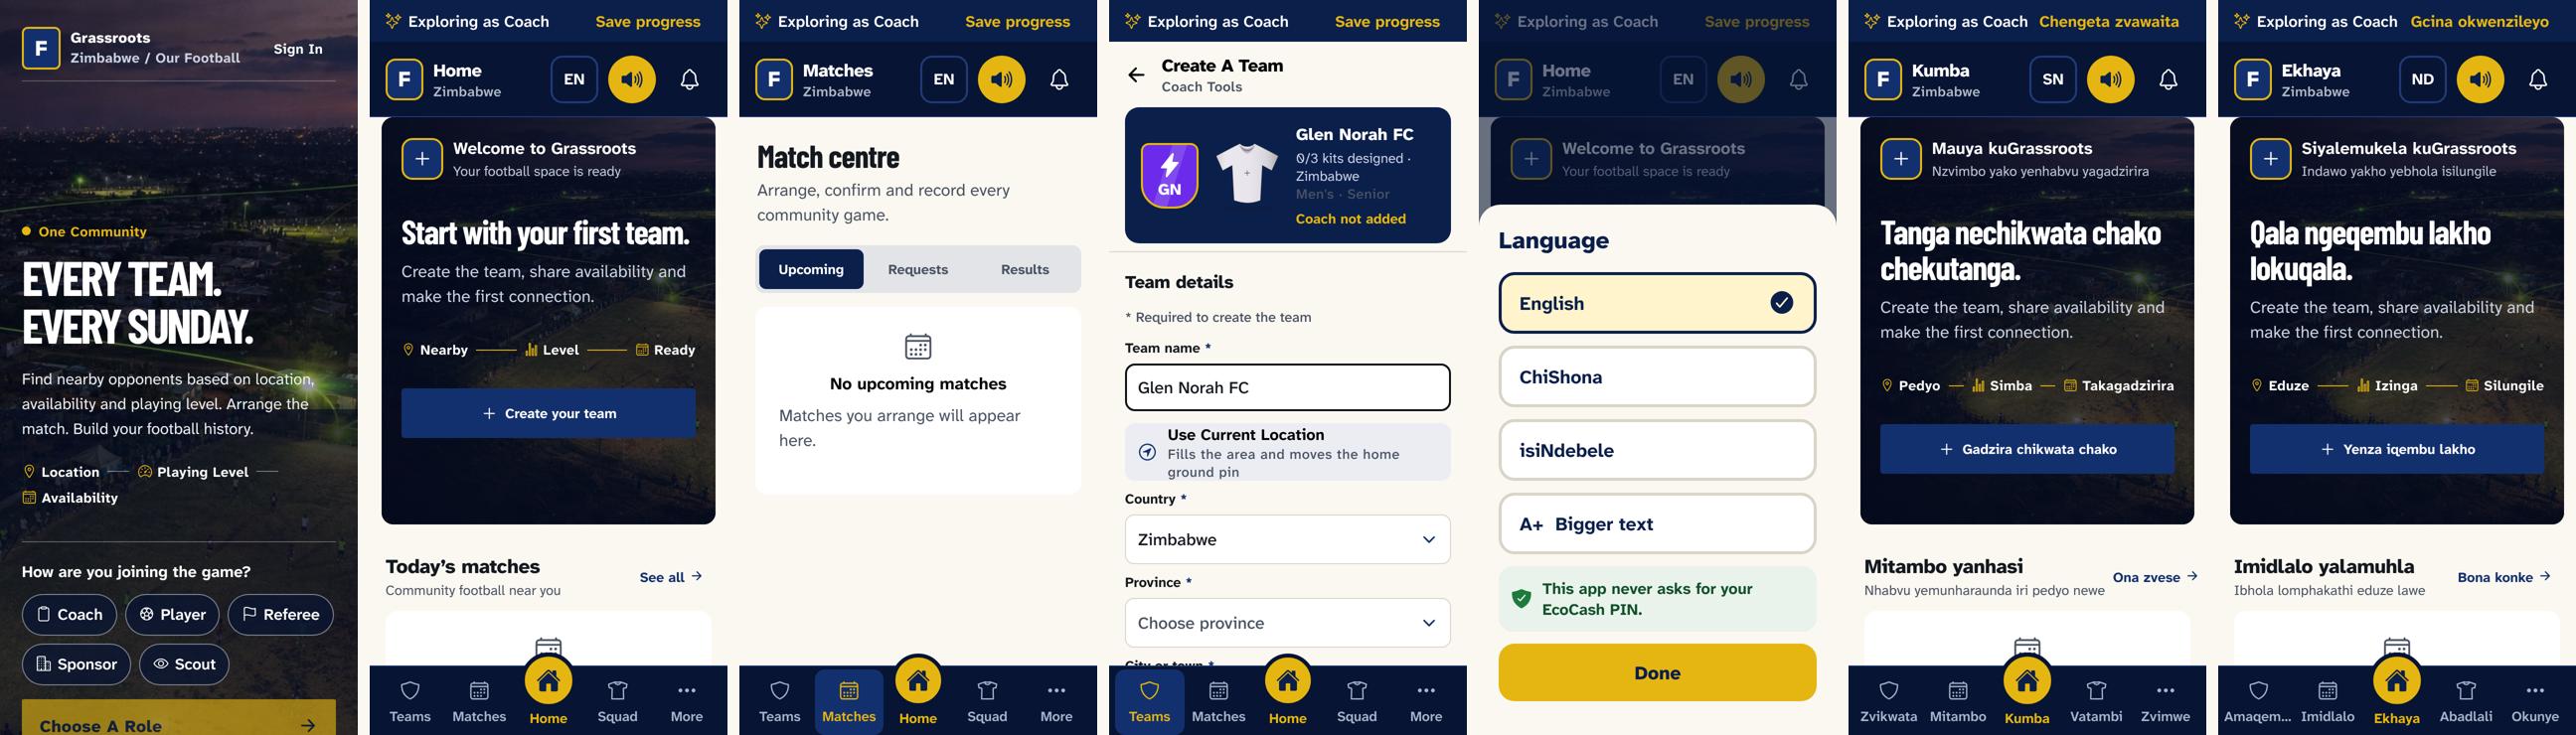 F
Grassroots
Zimbabwe / Our Football
Sign In
One Community
EVERY TEAM.
EVERY SUNDAY.
Find nearby opponents based on location,
availability and playing level. Arrange the
match. Build your football history.
Location
Playing Level
Availability
How are you joining the game?
Coach
Player
Referee
Sponsor
Scout
Choose A Role
Exploring as Coach
Save progress
F
Home
Zimbabwe
EN
Welcome to Grassroots
Your football space is ready
Start with your first team.
Create the team, share availability and
make the first connection.
Nearby
Level
Ready
Create your team
Today's matches
Community football near you
See all
Teams
Matches
Home
Squad
More
Exploring as Coach
Save progress
F
Matches
Zimbabwe
EN
Match centre
Arrange, confirm and record every
community game.
Upcoming
Requests
Results
No upcoming matches
Matches you arrange will appear
here.
Teams
Matches
Home
Squad
More
Exploring as Coach
Save progress
Create A Team
Coach Tools
GN
Glen Norah FC
0/3 kits designed ·
Zimbabwe
Men's · Senior
Coach not added
Team details
* Required to create the team
Team name *
Glen Norah FC
Use Current Location
Fills the area and moves the home
ground pin
Country *
Zimbabwe
Province *
Choose province
City or town *
Teams
Matches
Home
Squad
More
Exploring as Coach
Save progress
F
Home
Zimbabwe
EN
Welcome to Grassroots
Your football space is ready
Language
English
ChiShona
isiNdebele
A+ Bigger text
This app never asks for your
EcoCash PIN.
Done
Exploring as Coach
Chengeta zvawaita
F
Kumba
Zimbabwe
SN
Mauya kuGrassroots
Nzvimbo yako yenhabvu yagadzirira
Tanga nechikwata chako
chekutanga.
Create the team, share availability and
make the first connection.
Pedyo
Simba
Takagadzirira
Gadzira chikwata chako
Mitambo yanhasi
Nhabvu yemunharaunda iri pedyo newe
Ona zvese
Zvikwata
Mitambo
Kumba
Vatambi
Zvimwe
Exploring as Coach
Gcina okwenzileyo
F
Ekhaya
Zimbabwe
ND
Siyalemukela kuGrassroots
Indawo yakho yebhola isilungile
Qala ngeqembu lakho
lokuqala.
Create the team, share availability and
make the first connection.
Eduze
Izinga
Silungile
Yenza iqembu lakho
Imidlalo yalamuhla
Ibhola lomphakathi eduze lawe
Bona konke
Amaqem...
Imidlalo
Ekhaya
Abadlali
Okunye